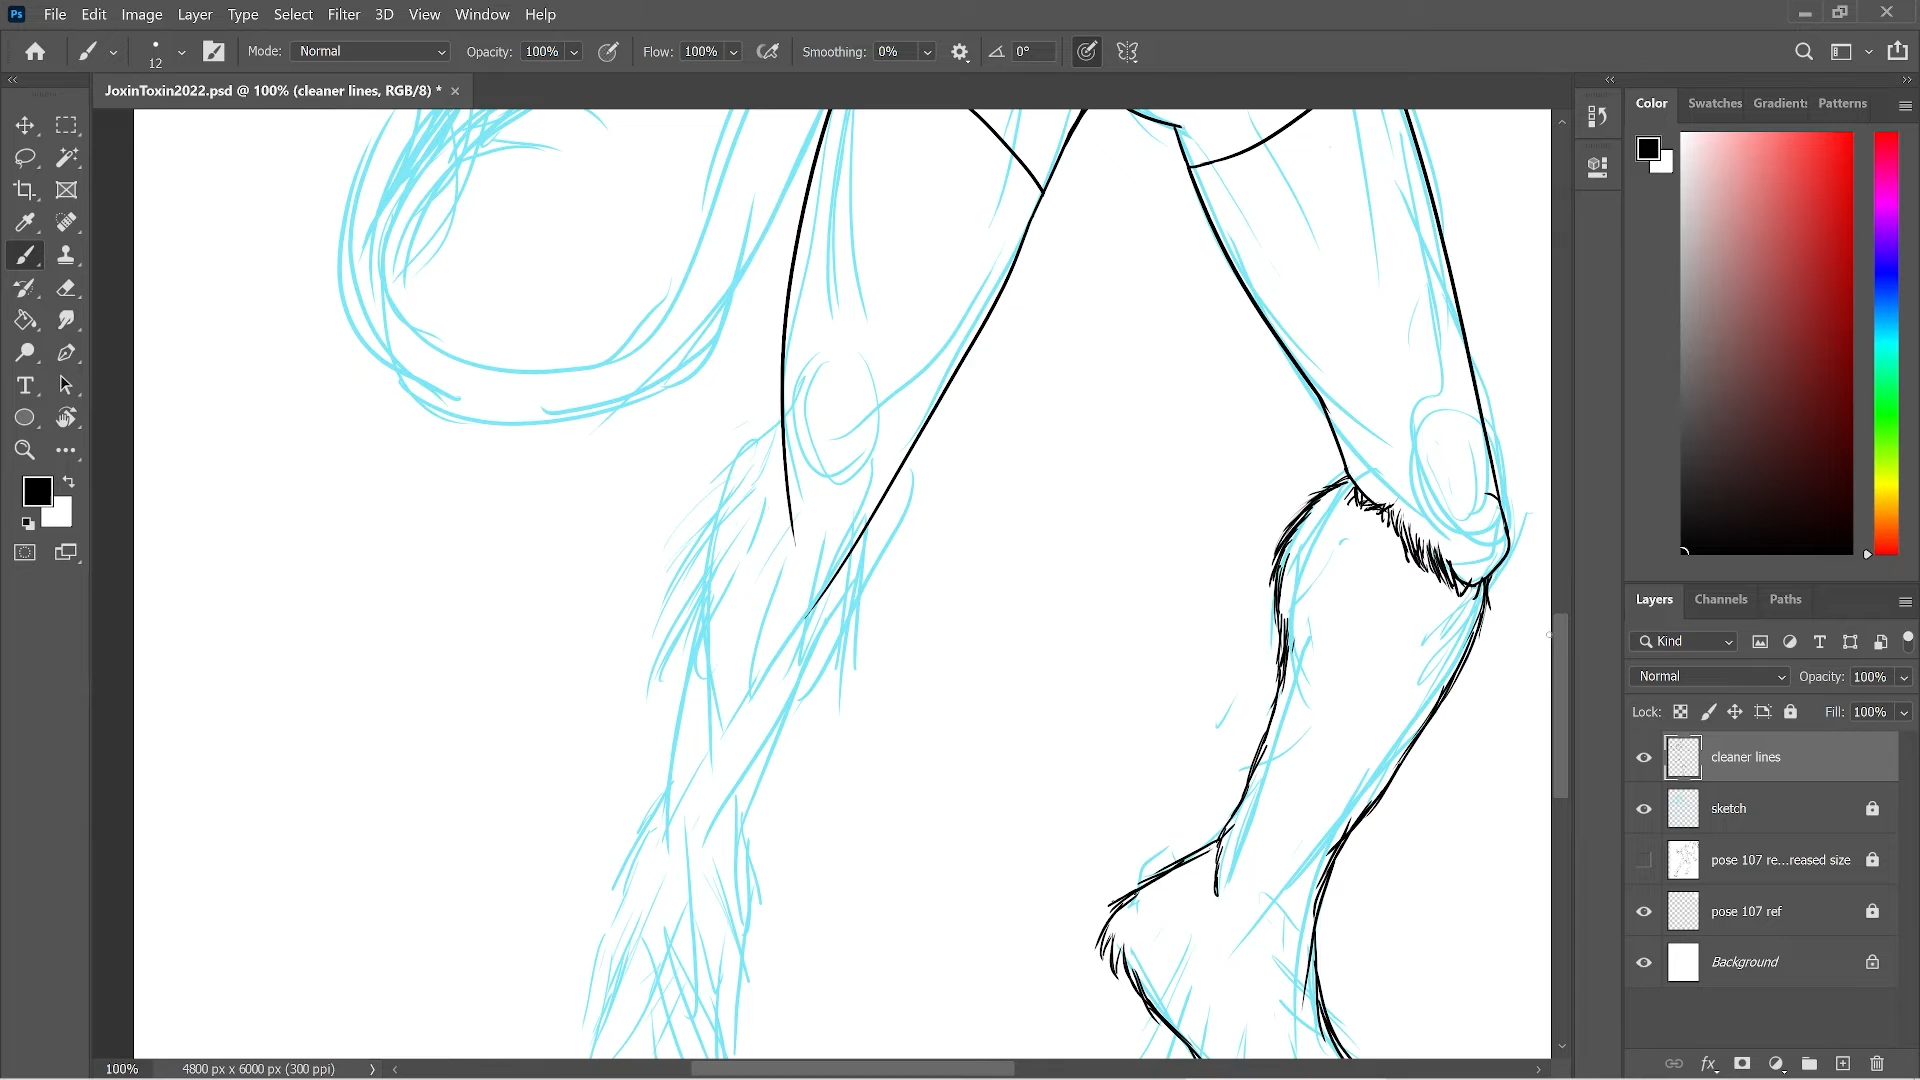 Ps File Edit Image Layer Type Select Filter 3D View Window Help
12 Mode: Normal Opacity: 100% Flow: 100% Smoothing: 0% 0°
JoxinToxin2022.psd @ 100% (cleaner lines, RGB/8) * ×
Color Swatches Gradients Patterns
Layers Channels Paths
Kind
Normal Opacity: 100%
Lock: Fill: 100%
cleaner lines
sketch
pose 107 re...reased size
pose 107 ref
Background
100% 4800 px x 6000 px (300 ppi)